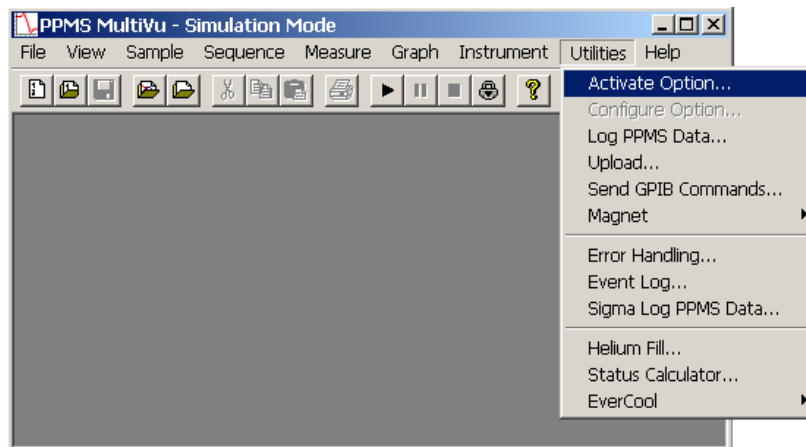 PPMS MultiVu - Simulation Mode
File View Sample Sequence Measure Graph Instrument Utilities Help
Activate Option...
Configure Option...
Log PPMS Data...
Upload...
Send GPIB Commands...
Magnet
Error Handling...
Event Log...
Sigma Log PPMS Data...
Helium Fill...
Status Calculator...
EverCool